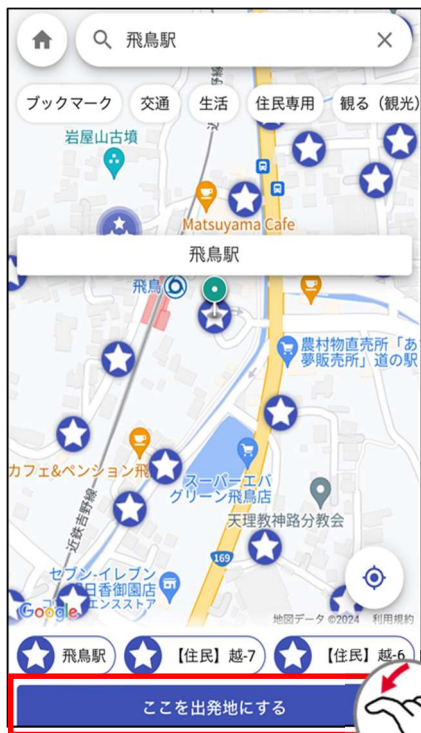 飛鳥駅
ブックマーク
交通
生活
住民専用
観る（観光）
岩屋山古墳
Matsuyama Cafe
飛鳥駅
飛鳥
農村物直売所「あ
夢販売所」道の駅
カフェ&ペンション飛
スーパーエバ
グリーン飛鳥店
天理教神路分教会
近鉄吉野線
169
セブン-イレブン
日香御園店
エンスストア
Google
地図データ ©2024
利用規約
飛鳥駅
【住民】越-7
【住民】越-6
ここを出発地にする